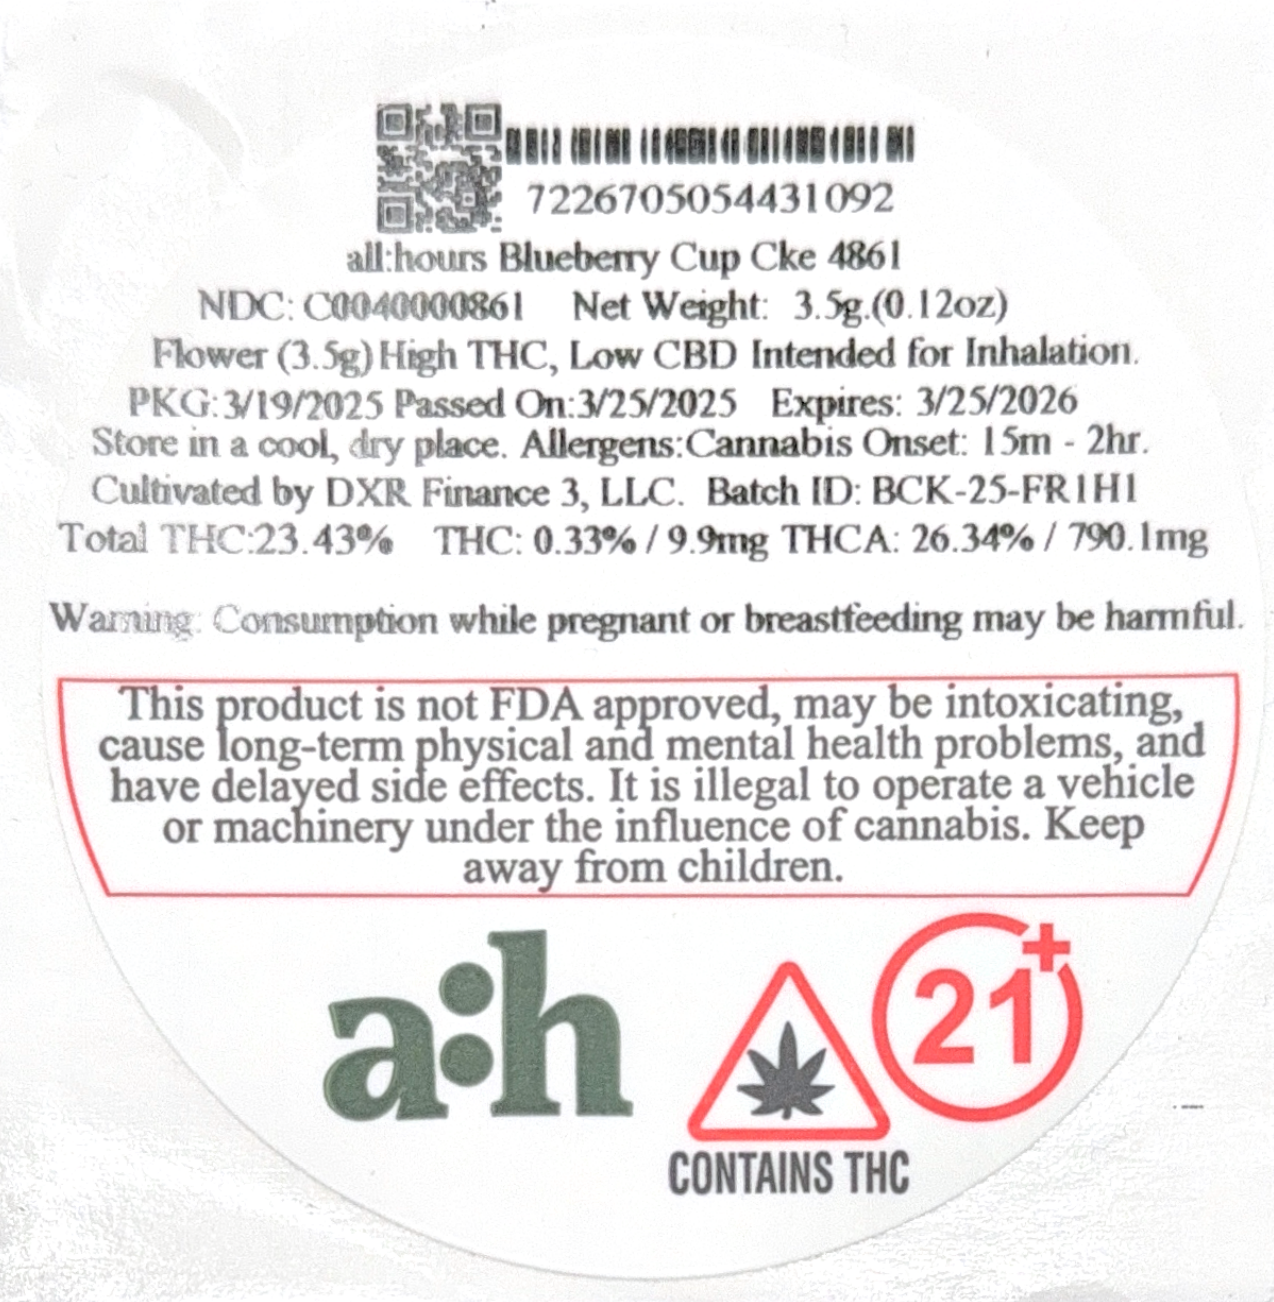 7226705054431092
all:hours Blueberry Cup Cke 4861
NDC: C0040000861 Net Weight: 3.5g.(0.12oz)
Flower (3.5g) High THC, Low CBD Intended for Inhalation.
PKG:3/19/2025 Passed On:3/25/2025 Expires: 3/25/2026
Store in a cool, dry place. Allergens:Cannabis Onset: 15m - 2hr.
Cultivated by DXR Finance 3, LLC. Batch ID: BCK-25-FR1H1
Total THC:23.43% THC: 0.33% / 9.9mg THCA: 26.34% / 790.1mg
Warning: Consumption while pregnant or breastfeeding may be harmful.
This product is not FDA approved, may be intoxicating,
cause long-term physical and mental health problems, and
have delayed side effects. It is illegal to operate a vehicle
or machinery under the influence of cannabis. Keep
away from children.
a:h
21+
CONTAINS THC